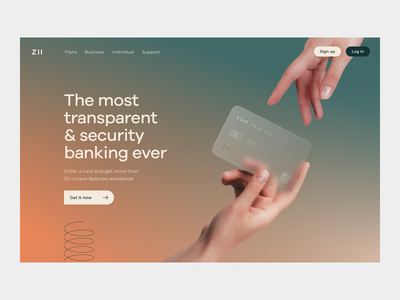 ZII
Plans Business Individual Support
Sign up
Log in
The most
transparent
& security
banking ever
Order a card and get more than
20 unique features worldwide
Get it now
ZII